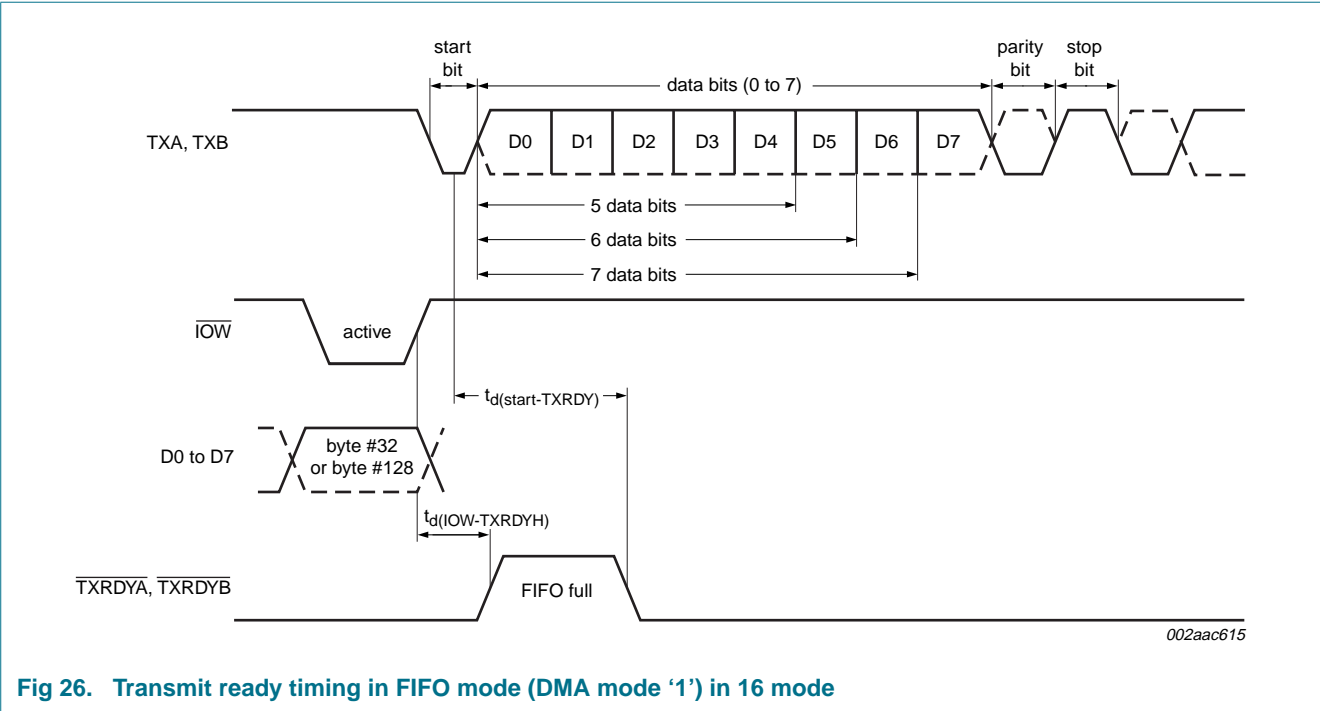 start
bit
data bits (0 to 7)
parity
bit
stop
bit
TXA, TXB
D0
D1
D2
D3
D4
D5
D6
D7
5 data bits
6 data bits
7 data bits
IOW
active
td(start-TXRDY)
D0 to D7
byte #32
or byte #128
td(IOW-TXRDYH)
TXRDYA, TXRDYB
FIFO full
002aac615
Fig 26. Transmit ready timing in FIFO mode (DMA mode ‘1’) in 16 mode